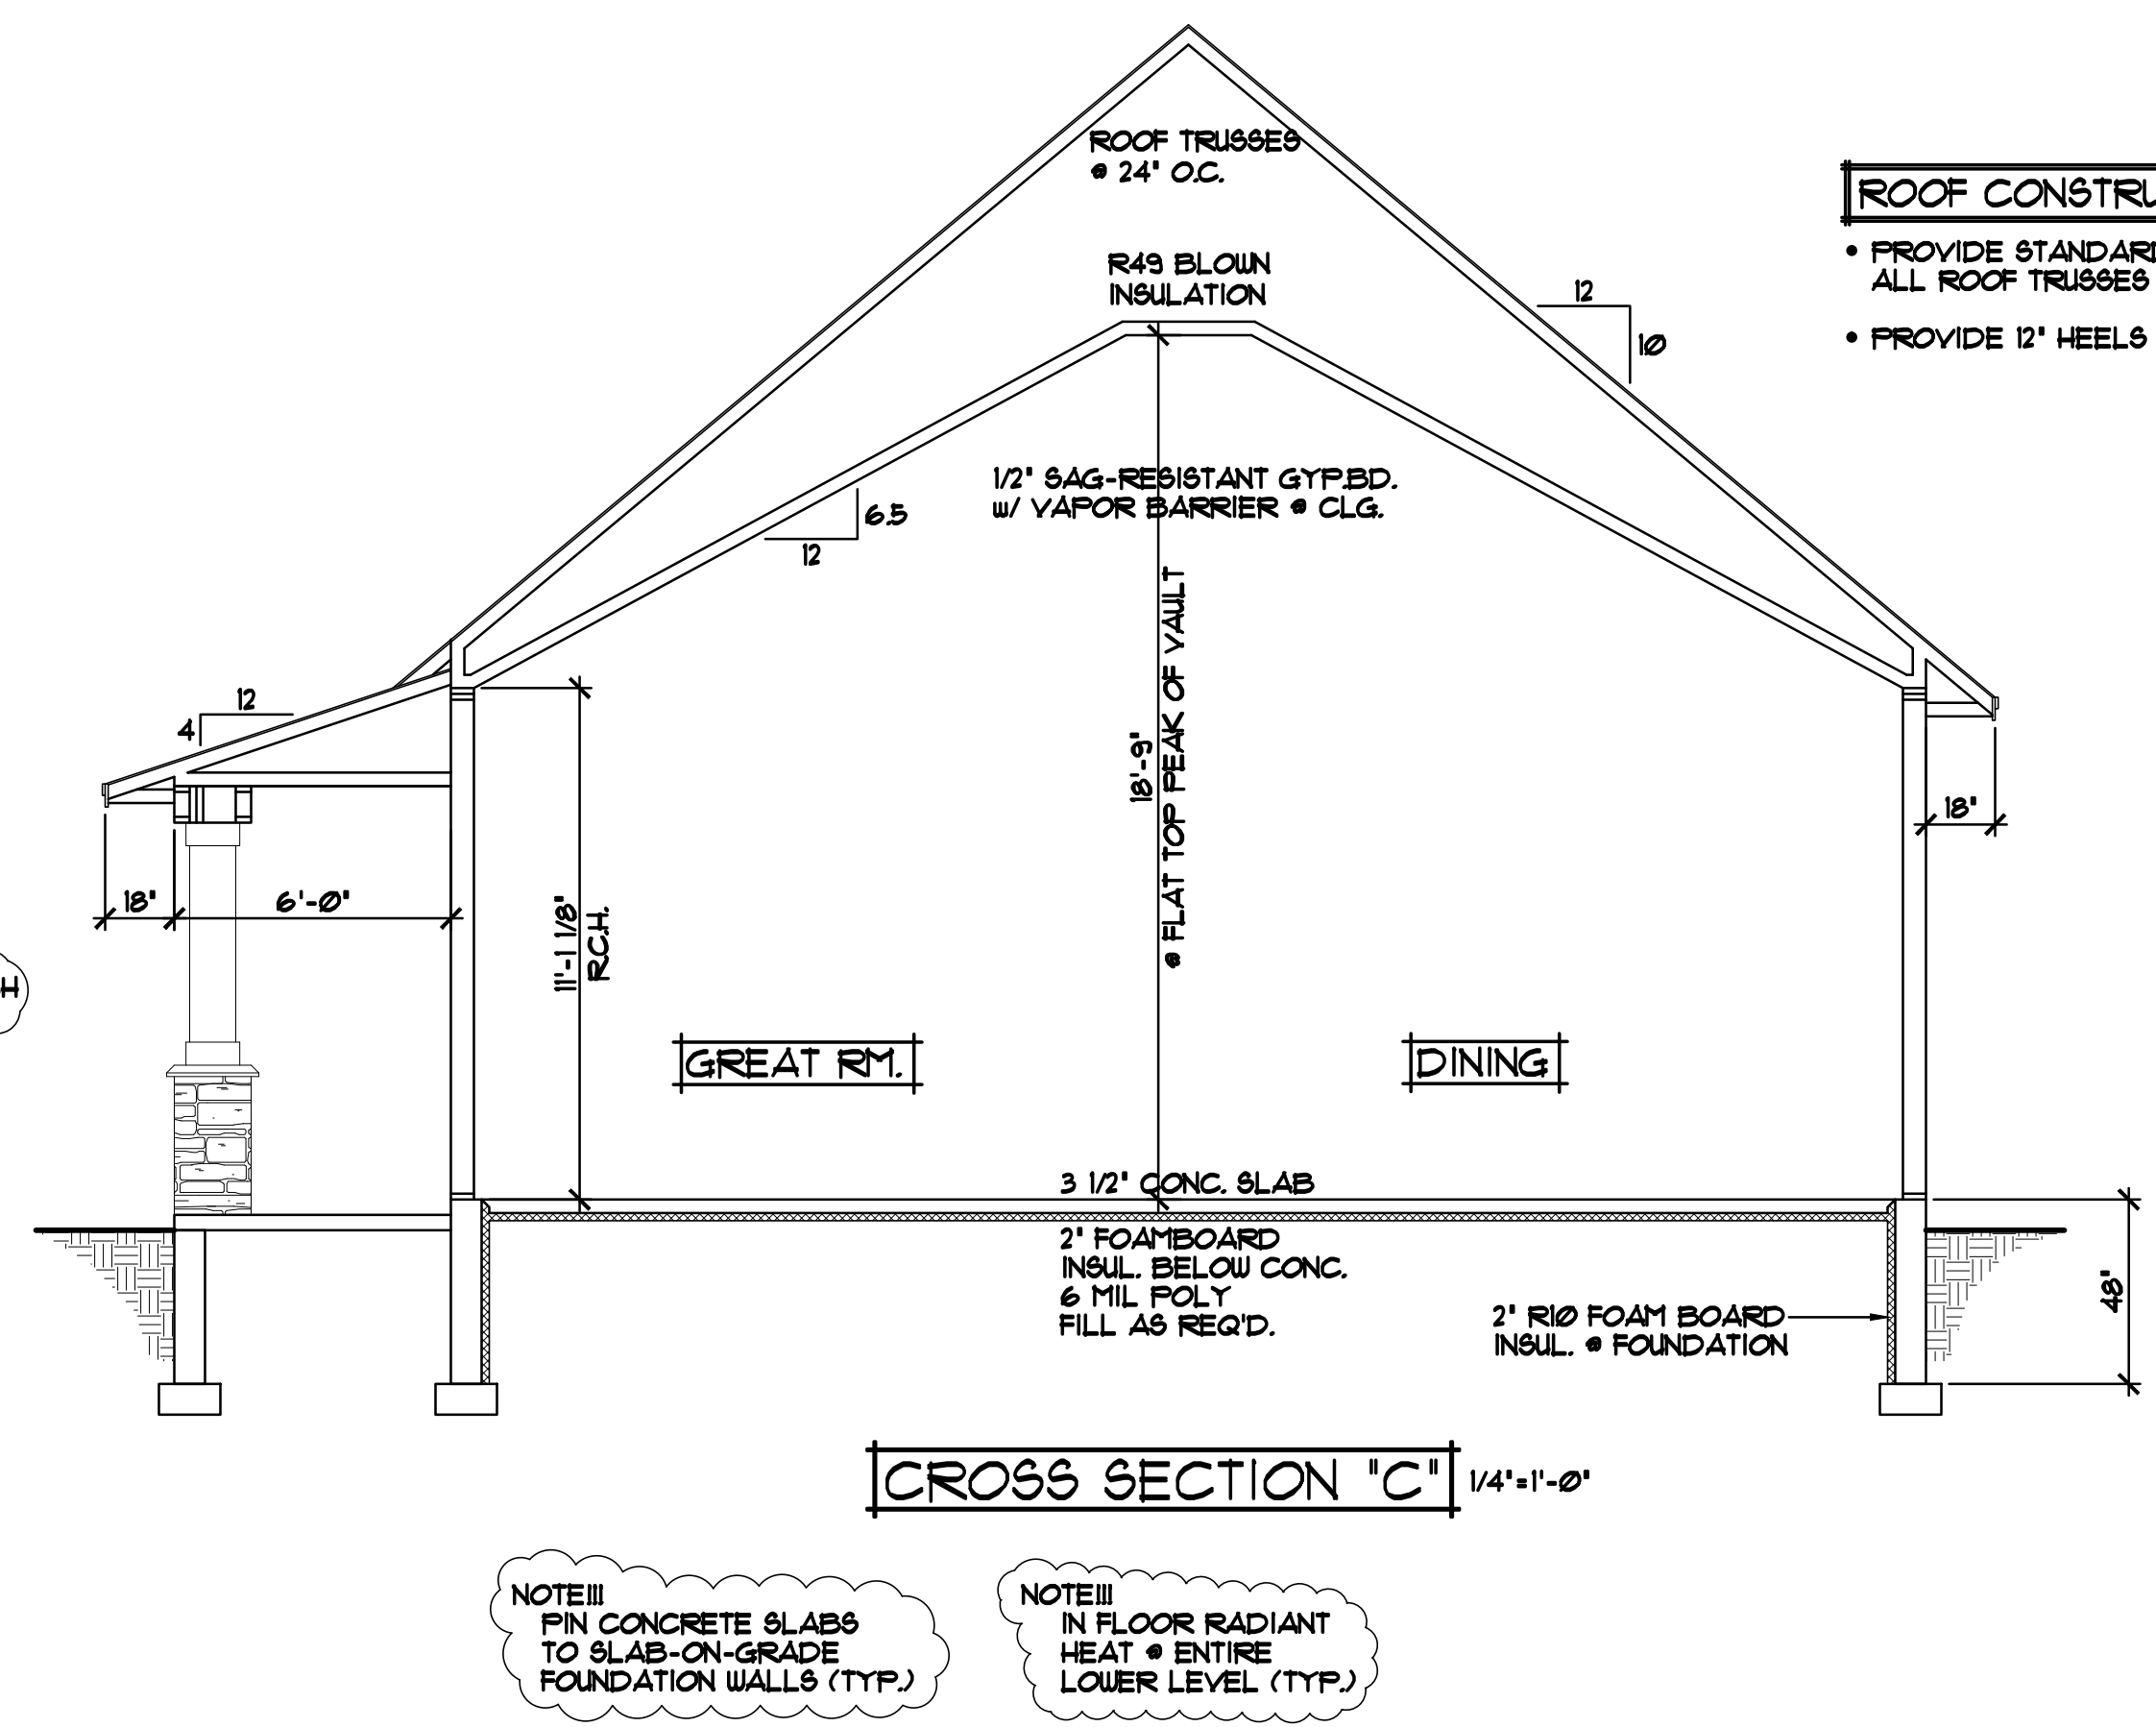 ROOF TRUSSES
@ 24" O.C.
R49 BLOWN
INSULATION
12
10
ROOF CONSTRU
• PROVIDE STANDARD
ALL ROOF TRUSSES
• PROVIDE 12" HEELS
1/2" SAG-RESISTANT GYP.BD.
w/ VAPOR BARRIER @ CLG.
6.5
12
12
4
18'-9"
@ FLAT TOP PEAK OF VAULT
18"
18"
6'-0"
11'-1 1/8"
R.C.H.
H
GREAT RM.
DINING
3 1/2" CONC. SLAB
2" FOAMBOARD
INSUL. BELOW CONC.
6 MIL POLY
FILL AS REQ'D.
2" R10 FOAM BOARD
INSUL. @ FOUNDATION
48"
CROSS SECTION "C" 1/4"=1'-0"
NOTE!!!
PIN CONCRETE SLABS
TO SLAB-ON-GRADE
FOUNDATION WALLS (TYP.)
NOTE!!!
IN FLOOR RADIANT
HEAT @ ENTIRE
LOWER LEVEL (TYP.)